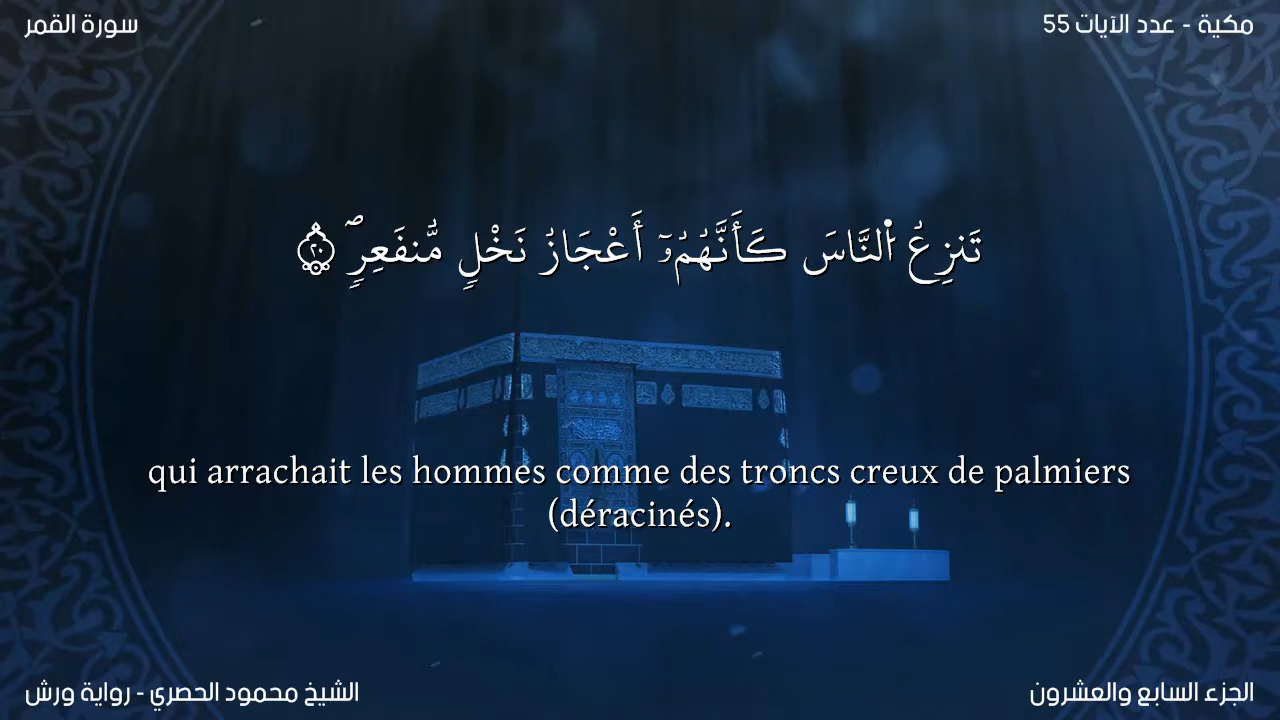 سورة القمر
مكية - عدد الآيات 55
تَنزِعُ اُ۬لنَّاسَ كَأَنَّهُمُۥٓ أَعْجَازُ نَخْلٖ مُّنقَعِرٖۖ ٢٠
qui arrachait les hommes comme des troncs creux de palmiers
(déracinés).
الشيخ محمود الحصري - رواية ورش
الجزء السابع والعشرون